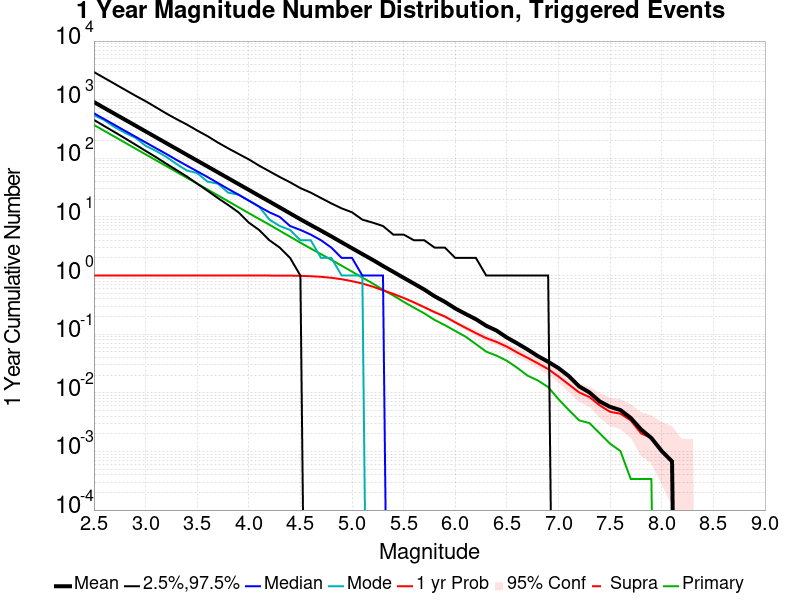 1 Year Magnitude Number Distribution, Triggered Events
1 Year Cumulative Number
10^4
10^3
10^2
10^1
10^0
10^-1
10^-2
10^-3
10^-4
2.5 3.0 3.5 4.0 4.5 5.0 5.5 6.0 6.5 7.0 7.5 8.0 8.5 9.0
Magnitude
Mean 2.5%,97.5% Median Mode 1 yr Prob 95% Conf Supra Primary